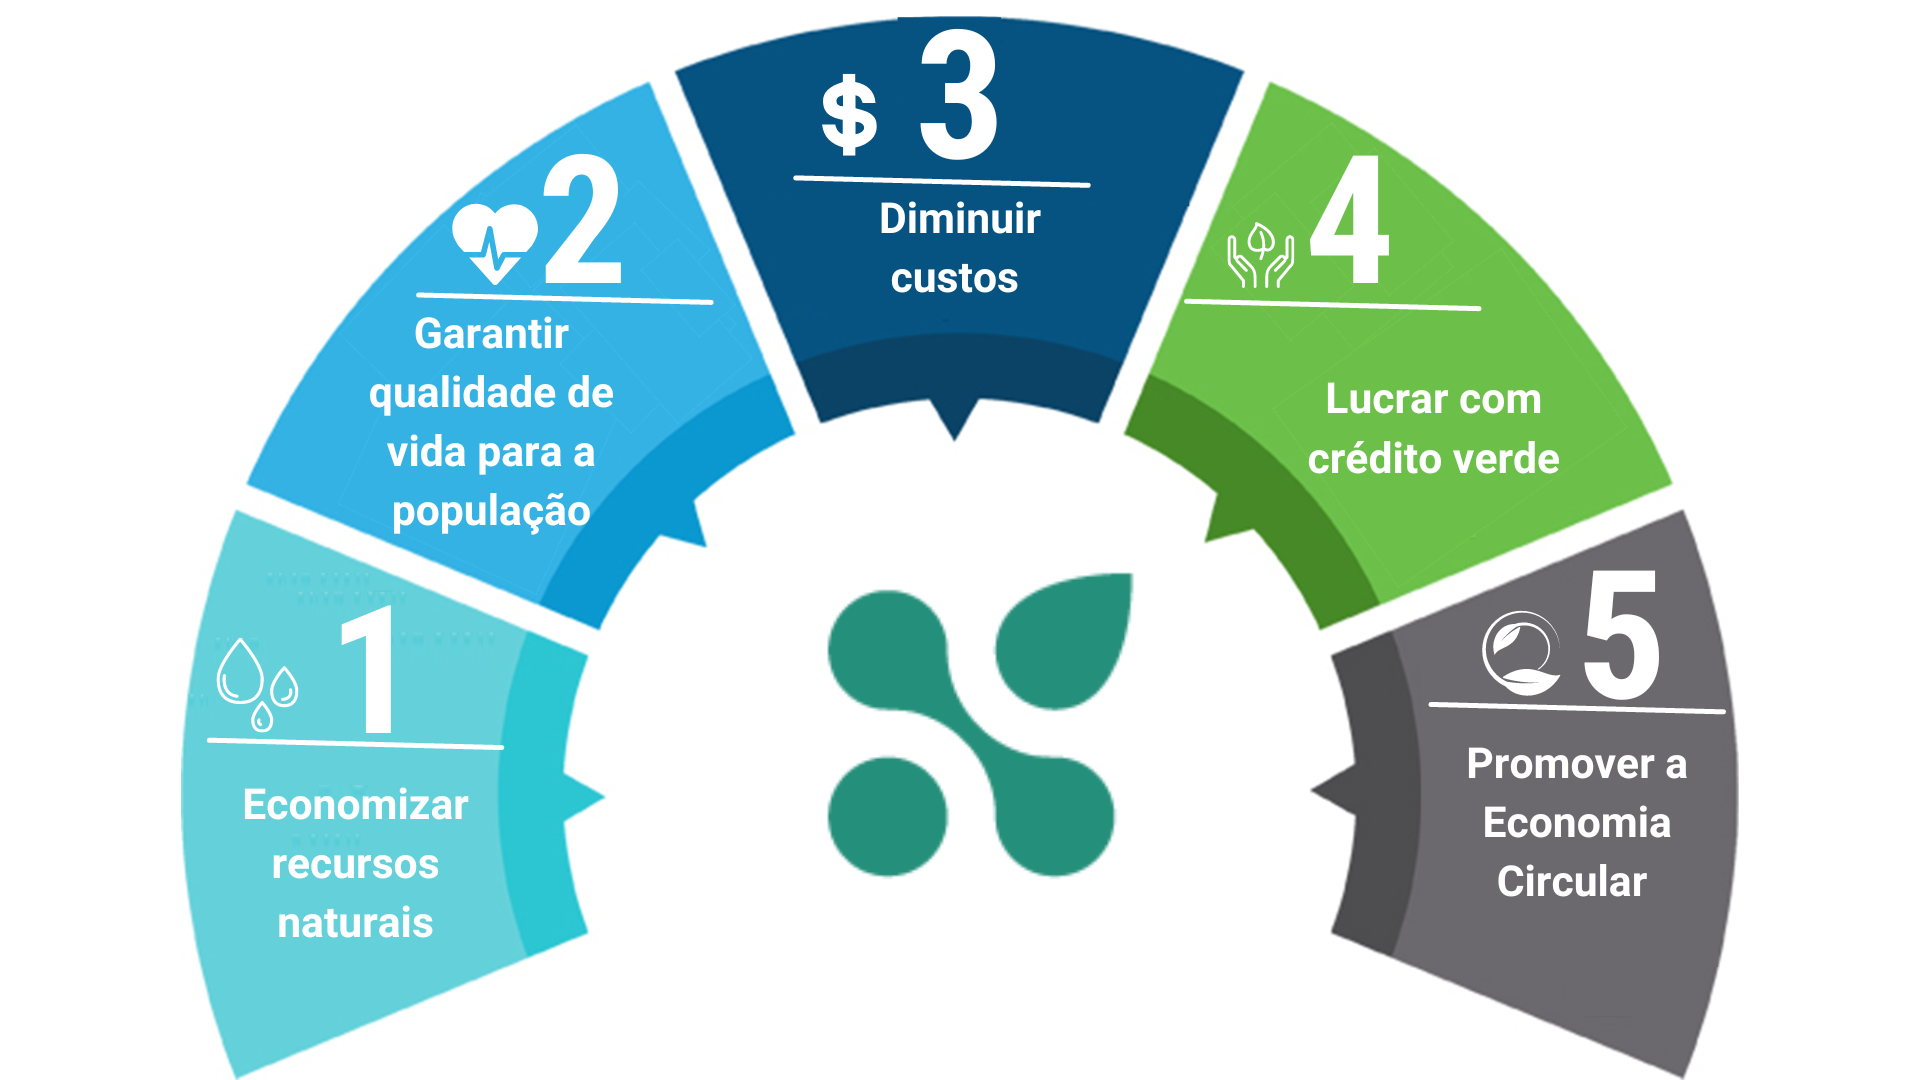 1
Economizar
recursos
naturais
2
Garantir
qualidade de
vida para a
população
$ 3
Diminuir
custos
4
Lucrar com
crédito verde
5
Promover a
Economia
Circular